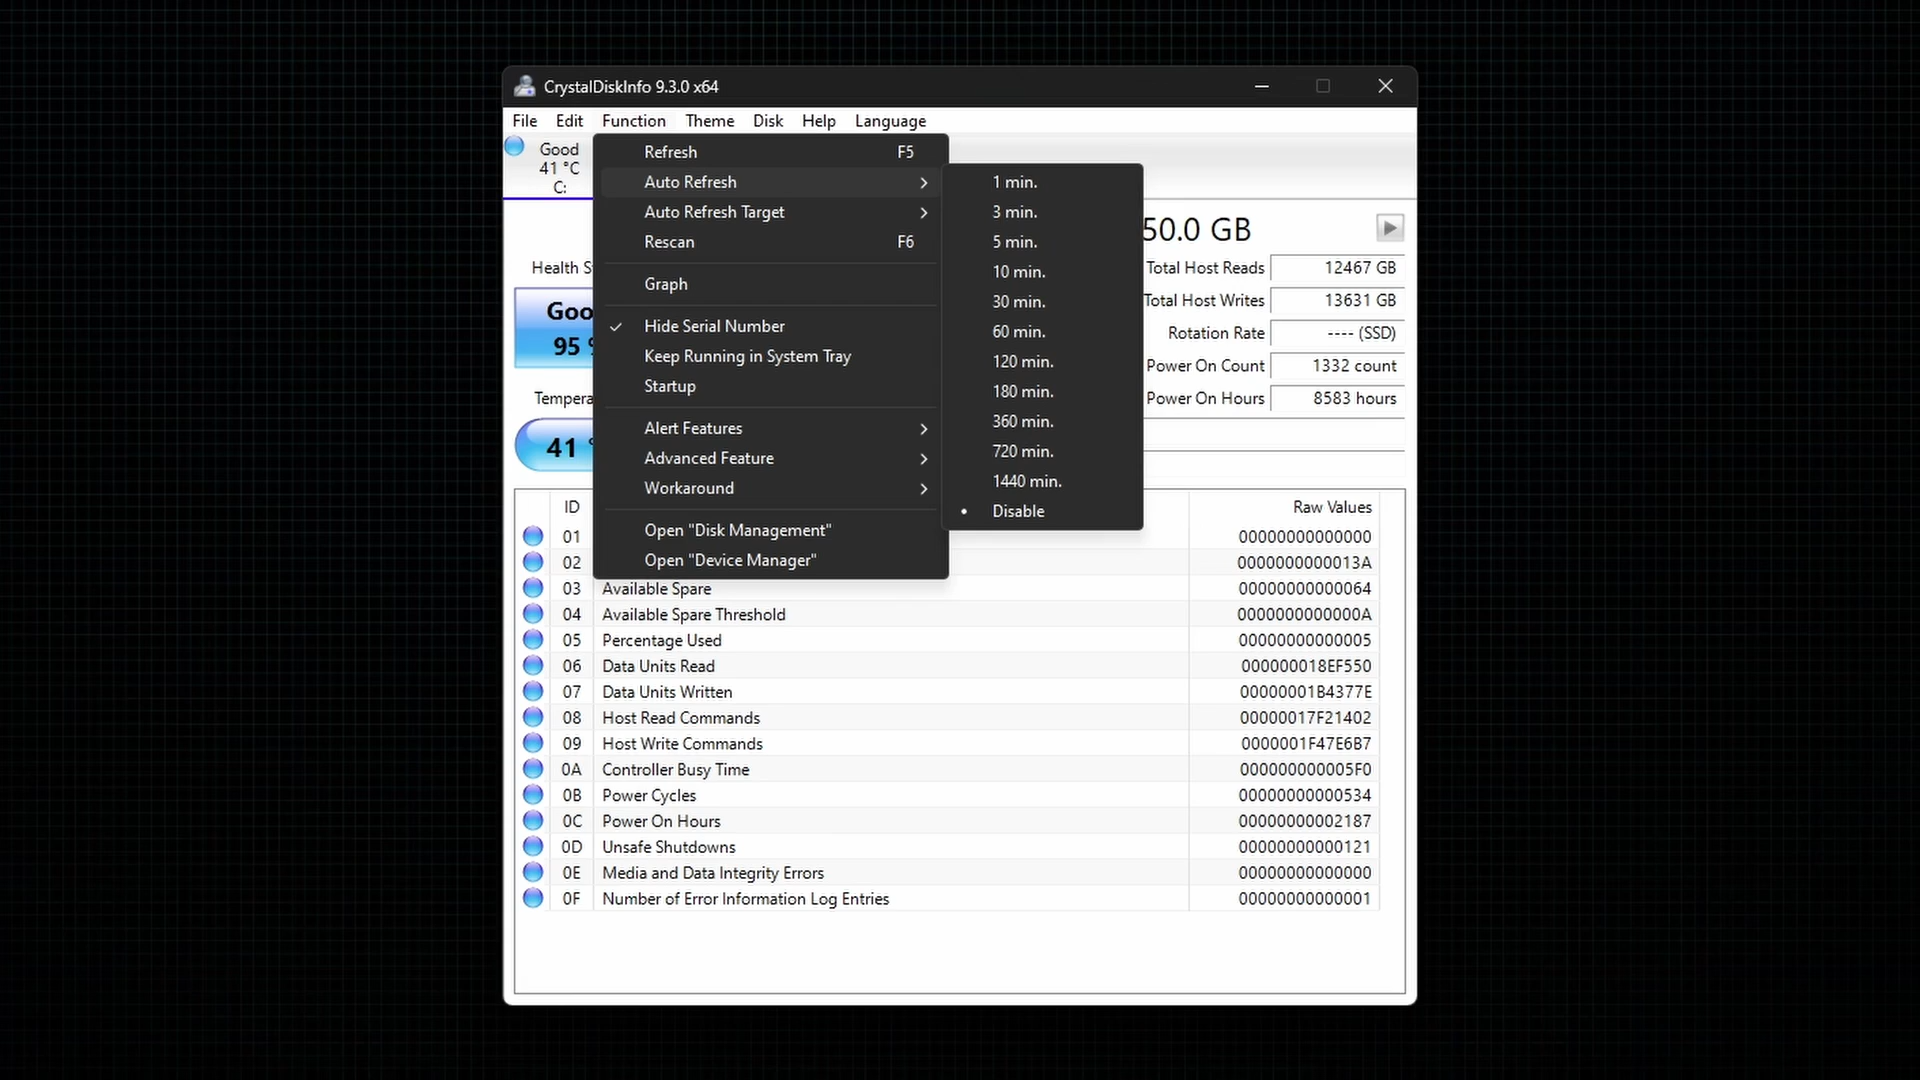 CrystalDiskInfo 9.3.0 x64
File Edit Function Theme Disk Help Language
Good
41 °C
C:
Refresh F5
Auto Refresh
Auto Refresh Target
Rescan F6
Graph
Hide Serial Number
Keep Running in System Tray
Startup
Alert Features
Advanced Feature
Workaround
Open "Disk Management"
Open "Device Manager"
1 min.
3 min.
5 min.
10 min.
30 min.
60 min.
120 min.
180 min.
360 min.
720 min.
1440 min.
Disable
50.0 GB
Health S
Goo
95 %
Tempera
41 °
Total Host Reads 12467 GB
Total Host Writes 13631 GB
Rotation Rate ---- (SSD)
Power On Count 1332 count
Power On Hours 8583 hours
ID Raw Values
01 00000000000000
02 0000000000013A
03 Available Spare 00000000000064
04 Available Spare Threshold 0000000000000A
05 Percentage Used 00000000000005
06 Data Units Read 000000018EF550
07 Data Units Written 00000001B4377E
08 Host Read Commands 00000017F21402
09 Host Write Commands 0000001F47E6B7
0A Controller Busy Time 000000000005F0
0B Power Cycles 00000000000534
0C Power On Hours 00000000002187
0D Unsafe Shutdowns 00000000000121
0E Media and Data Integrity Errors 00000000000000
0F Number of Error Information Log Entries 00000000000001